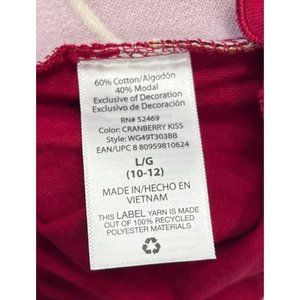 60% Cotton/Algodón
40% Modal
Exclusive of Decoration
Exclusivo de Decoración
RN# 52469
Color: CRANBERRY KISS
Style: WG49T303BB
EAN/UPC 8 80959810624
L/G
(10-12)
MADE IN/HECHO EN
VIETNAM
THIS LABEL YARN IS MADE
OUT OF 100% RECYCLED
POLYESTER MATERIALS